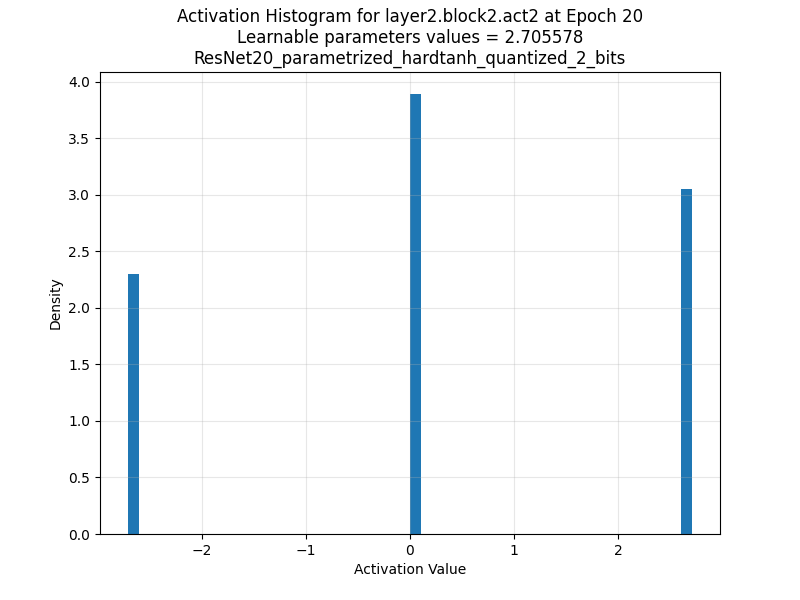 Activation Histogram for layer2.block2.act2 at Epoch 20
Learnable parameters values = 2.705578
ResNet20_parametrized_hardtanh_quantized_2_bits
4.0
3.5
3.0
2.5
2.0
1.5
1.0
0.5
0.0
Density
−2
−1
0
1
2
Activation Value